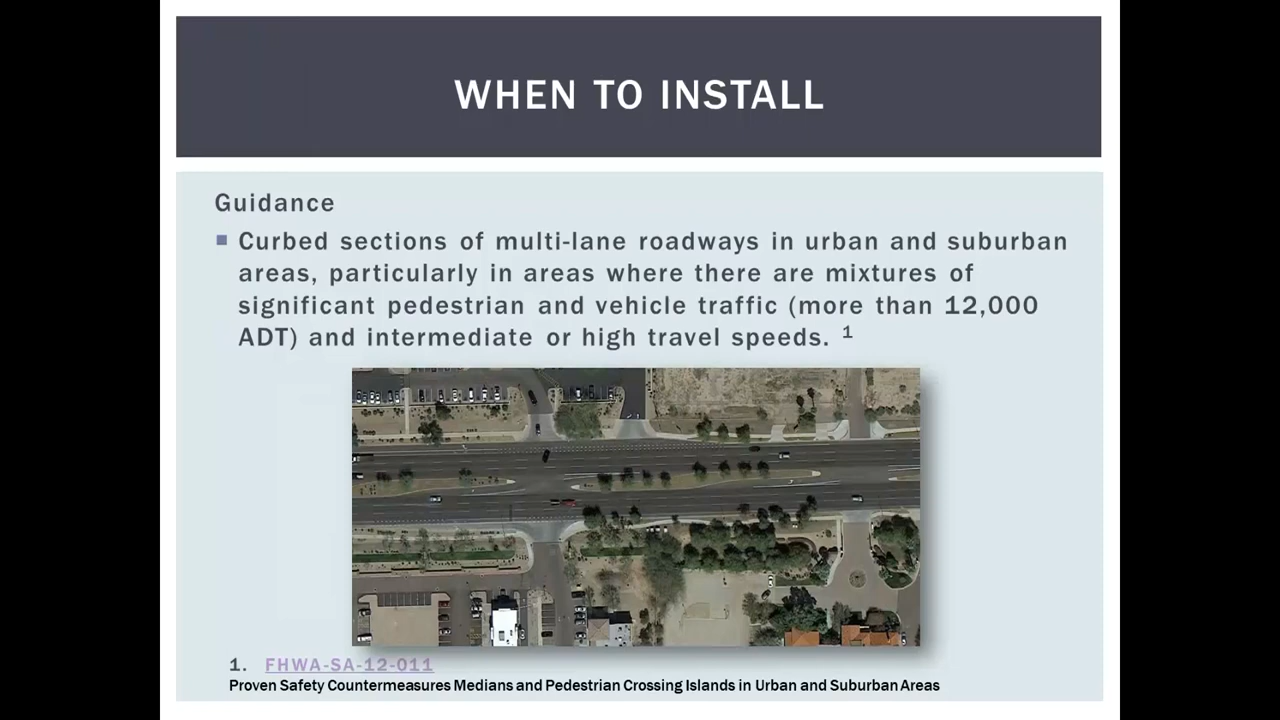 WHEN TO INSTALL
Guidance
Curbed sections of multi-lane roadways in urban and suburban
areas, particularly in areas where there are mixtures of
significant pedestrian and vehicle traffic (more than 12,000
ADT) and intermediate or high travel speeds. 1
1. FHWA-SA-12-011
Proven Safety Countermeasures Medians and Pedestrian Crossing Islands in Urban and Suburban Areas